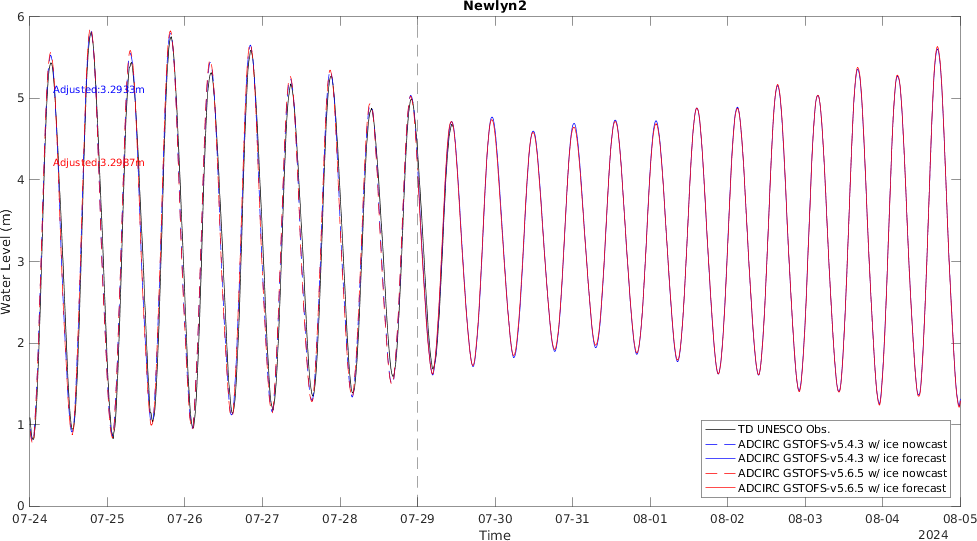 Newlyn2
6
5
4
3
2
1
0
Water Level (m)
Adjusted:3.2933m
Adjusted:3.2987m
TD UNESCO Obs.
ADCIRC GSTOFS-v5.4.3 w/ ice nowcast
ADCIRC GSTOFS-v5.4.3 w/ ice forecast
ADCIRC GSTOFS-v5.6.5 w/ ice nowcast
ADCIRC GSTOFS-v5.6.5 w/ ice forecast
07-24 07-25 07-26 07-27 07-28 07-29 07-30 07-31 08-01 08-02 08-03 08-04 08-05
Time
2024